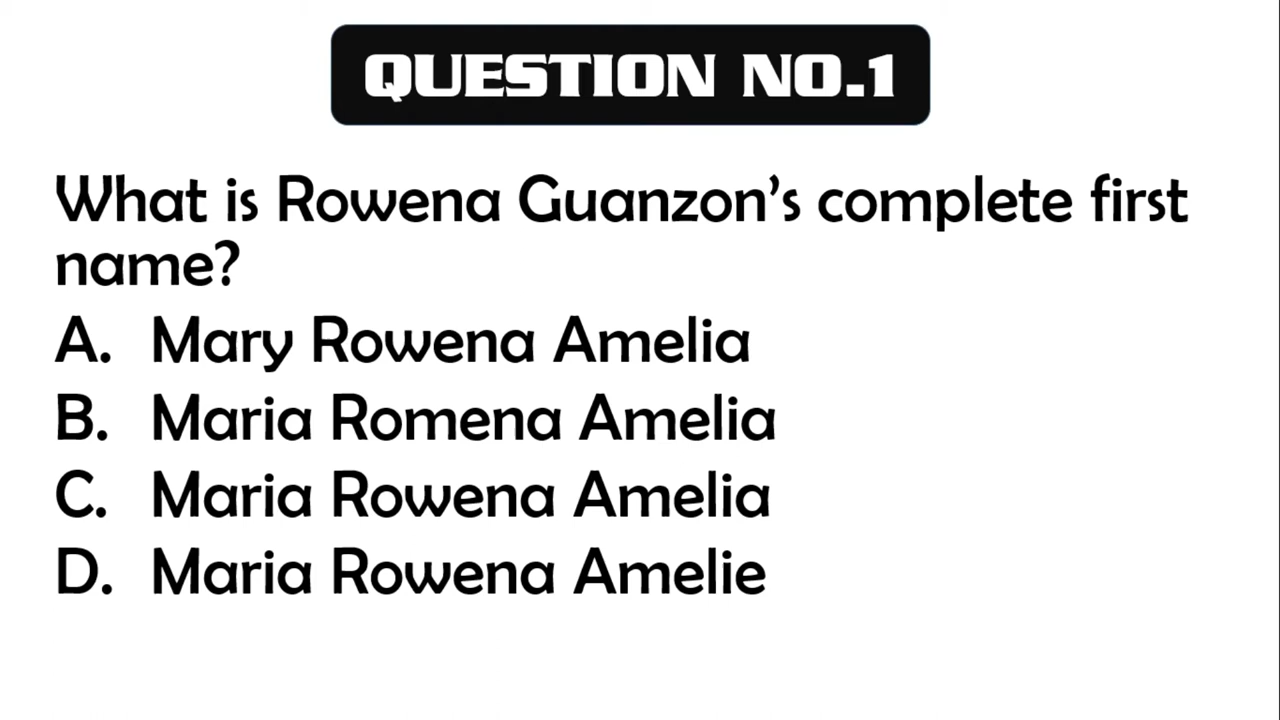 QUESTION NO.1
What is Rowena Guanzon’s complete first
name?
A. Mary Rowena Amelia
B. Maria Romena Amelia
C. Maria Rowena Amelia
D. Maria Rowena Amelie